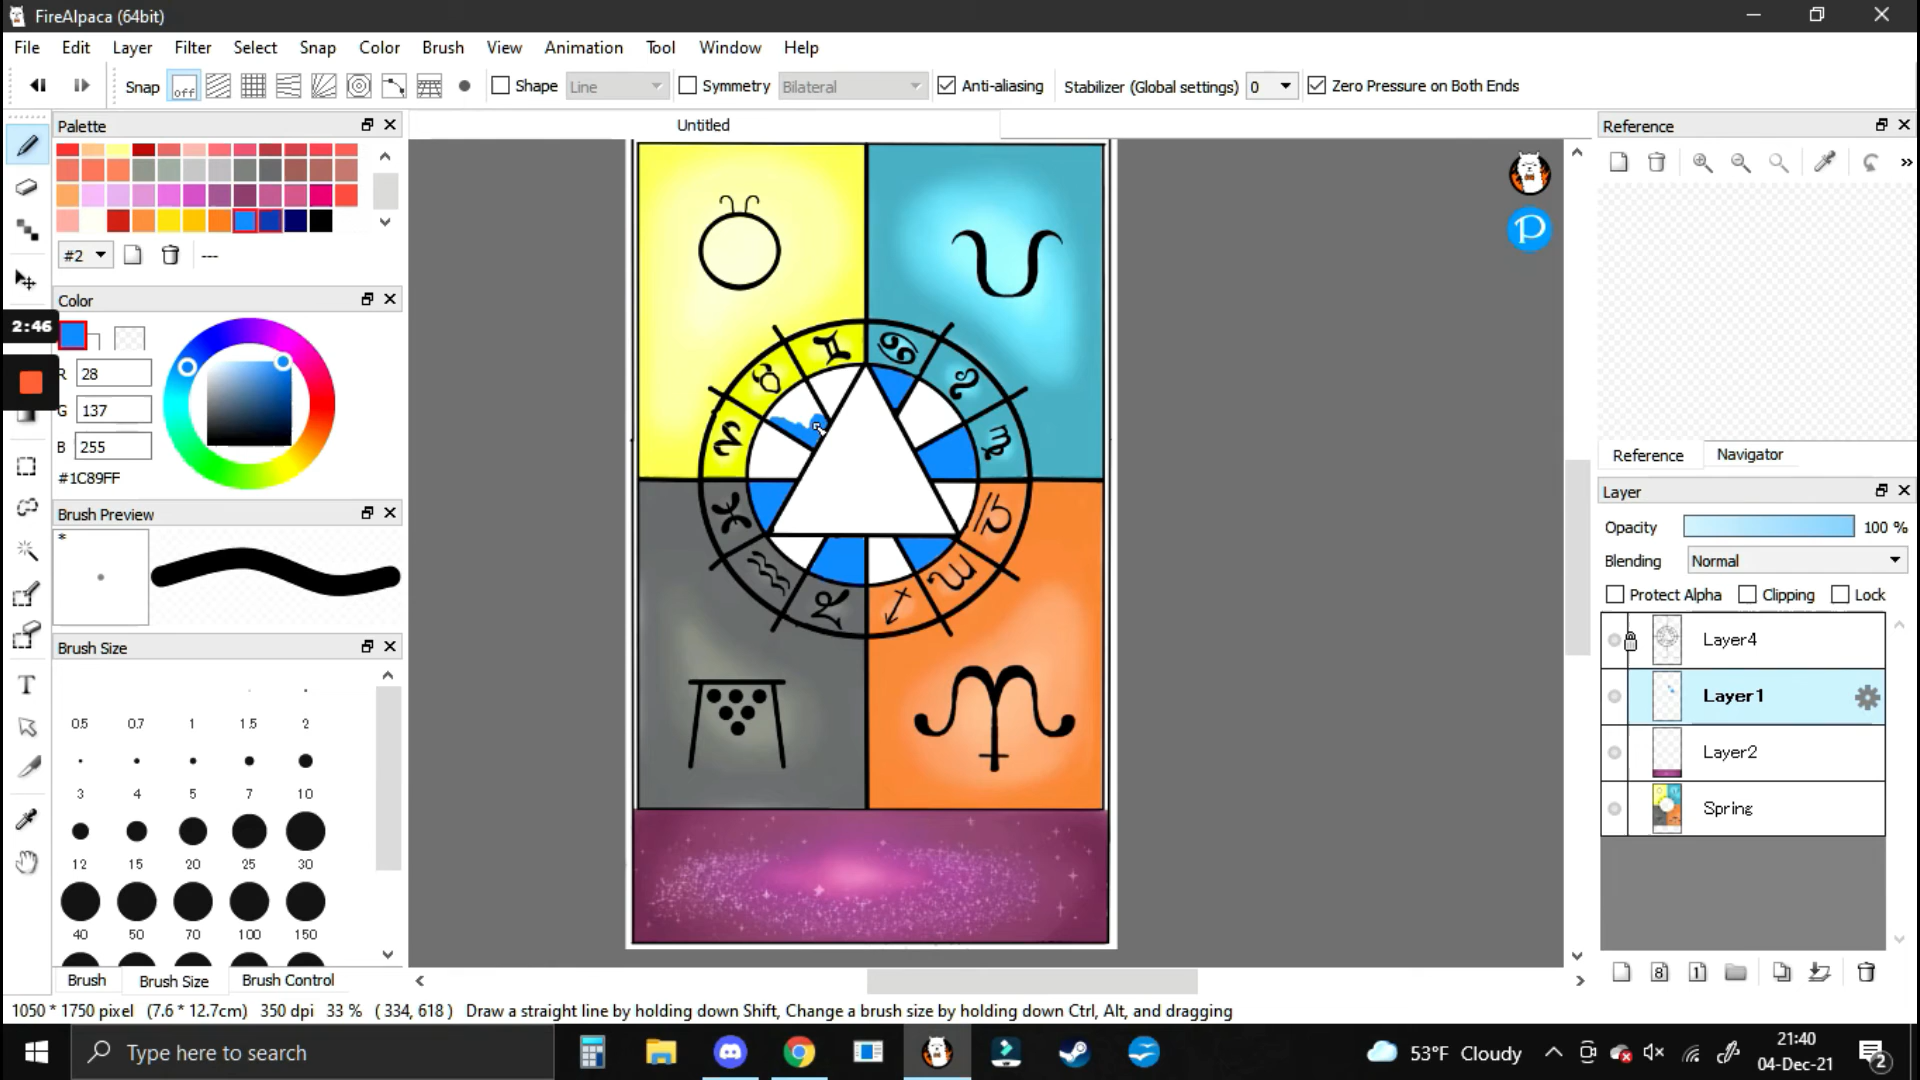 FireAlpaca (64bit)
File Edit Layer Filter Select Snap Color Brush View Animation Tool Window Help
Snap off Shape Line Symmetry Bilateral Anti-aliasing Stabilizer (Global settings) 0 Zero Pressure on Both Ends
Palette
Untitled
Reference
#2 ---
Color
2:46
R 28
G 137
B 255
#1C89FF
Reference Navigator
Brush Preview
*
Layer
Opacity 100 %
Blending Normal
Protect Alpha Clipping Lock
Layer4
Layer1
Layer2
Spring
Brush Size
0.5 0.7 1 1.5 2
3 4 5 7 10
12 15 20 25 30
40 50 70 100 150
Brush Brush Size Brush Control
1050 * 1750 pixel (7.6 * 12.7cm) 350 dpi 33 % ( 334, 618 ) Draw a straight line by holding down Shift, Change a brush size by holding down Ctrl, Alt, and dragging
Type here to search
53°F Cloudy
21:40
04-Dec-21
2